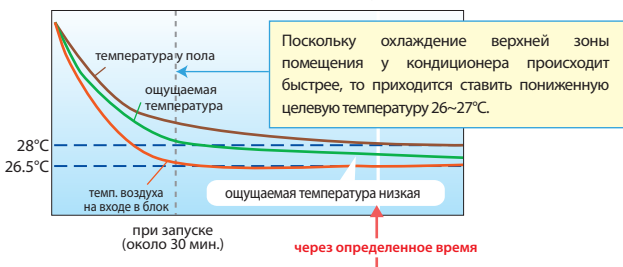 температура у пола
ощущаемая
температура
Поскольку охлаждение верхней зоны
помещения у кондиционера происходит
быстрее, то приходится ставить пониженную
целевую температуру 26~27°C.
28°C
26.5°C
темп. воздуха
на входе в блок
ощущаемая температура низкая
при запуске
(около 30 мин.)
через определенное время